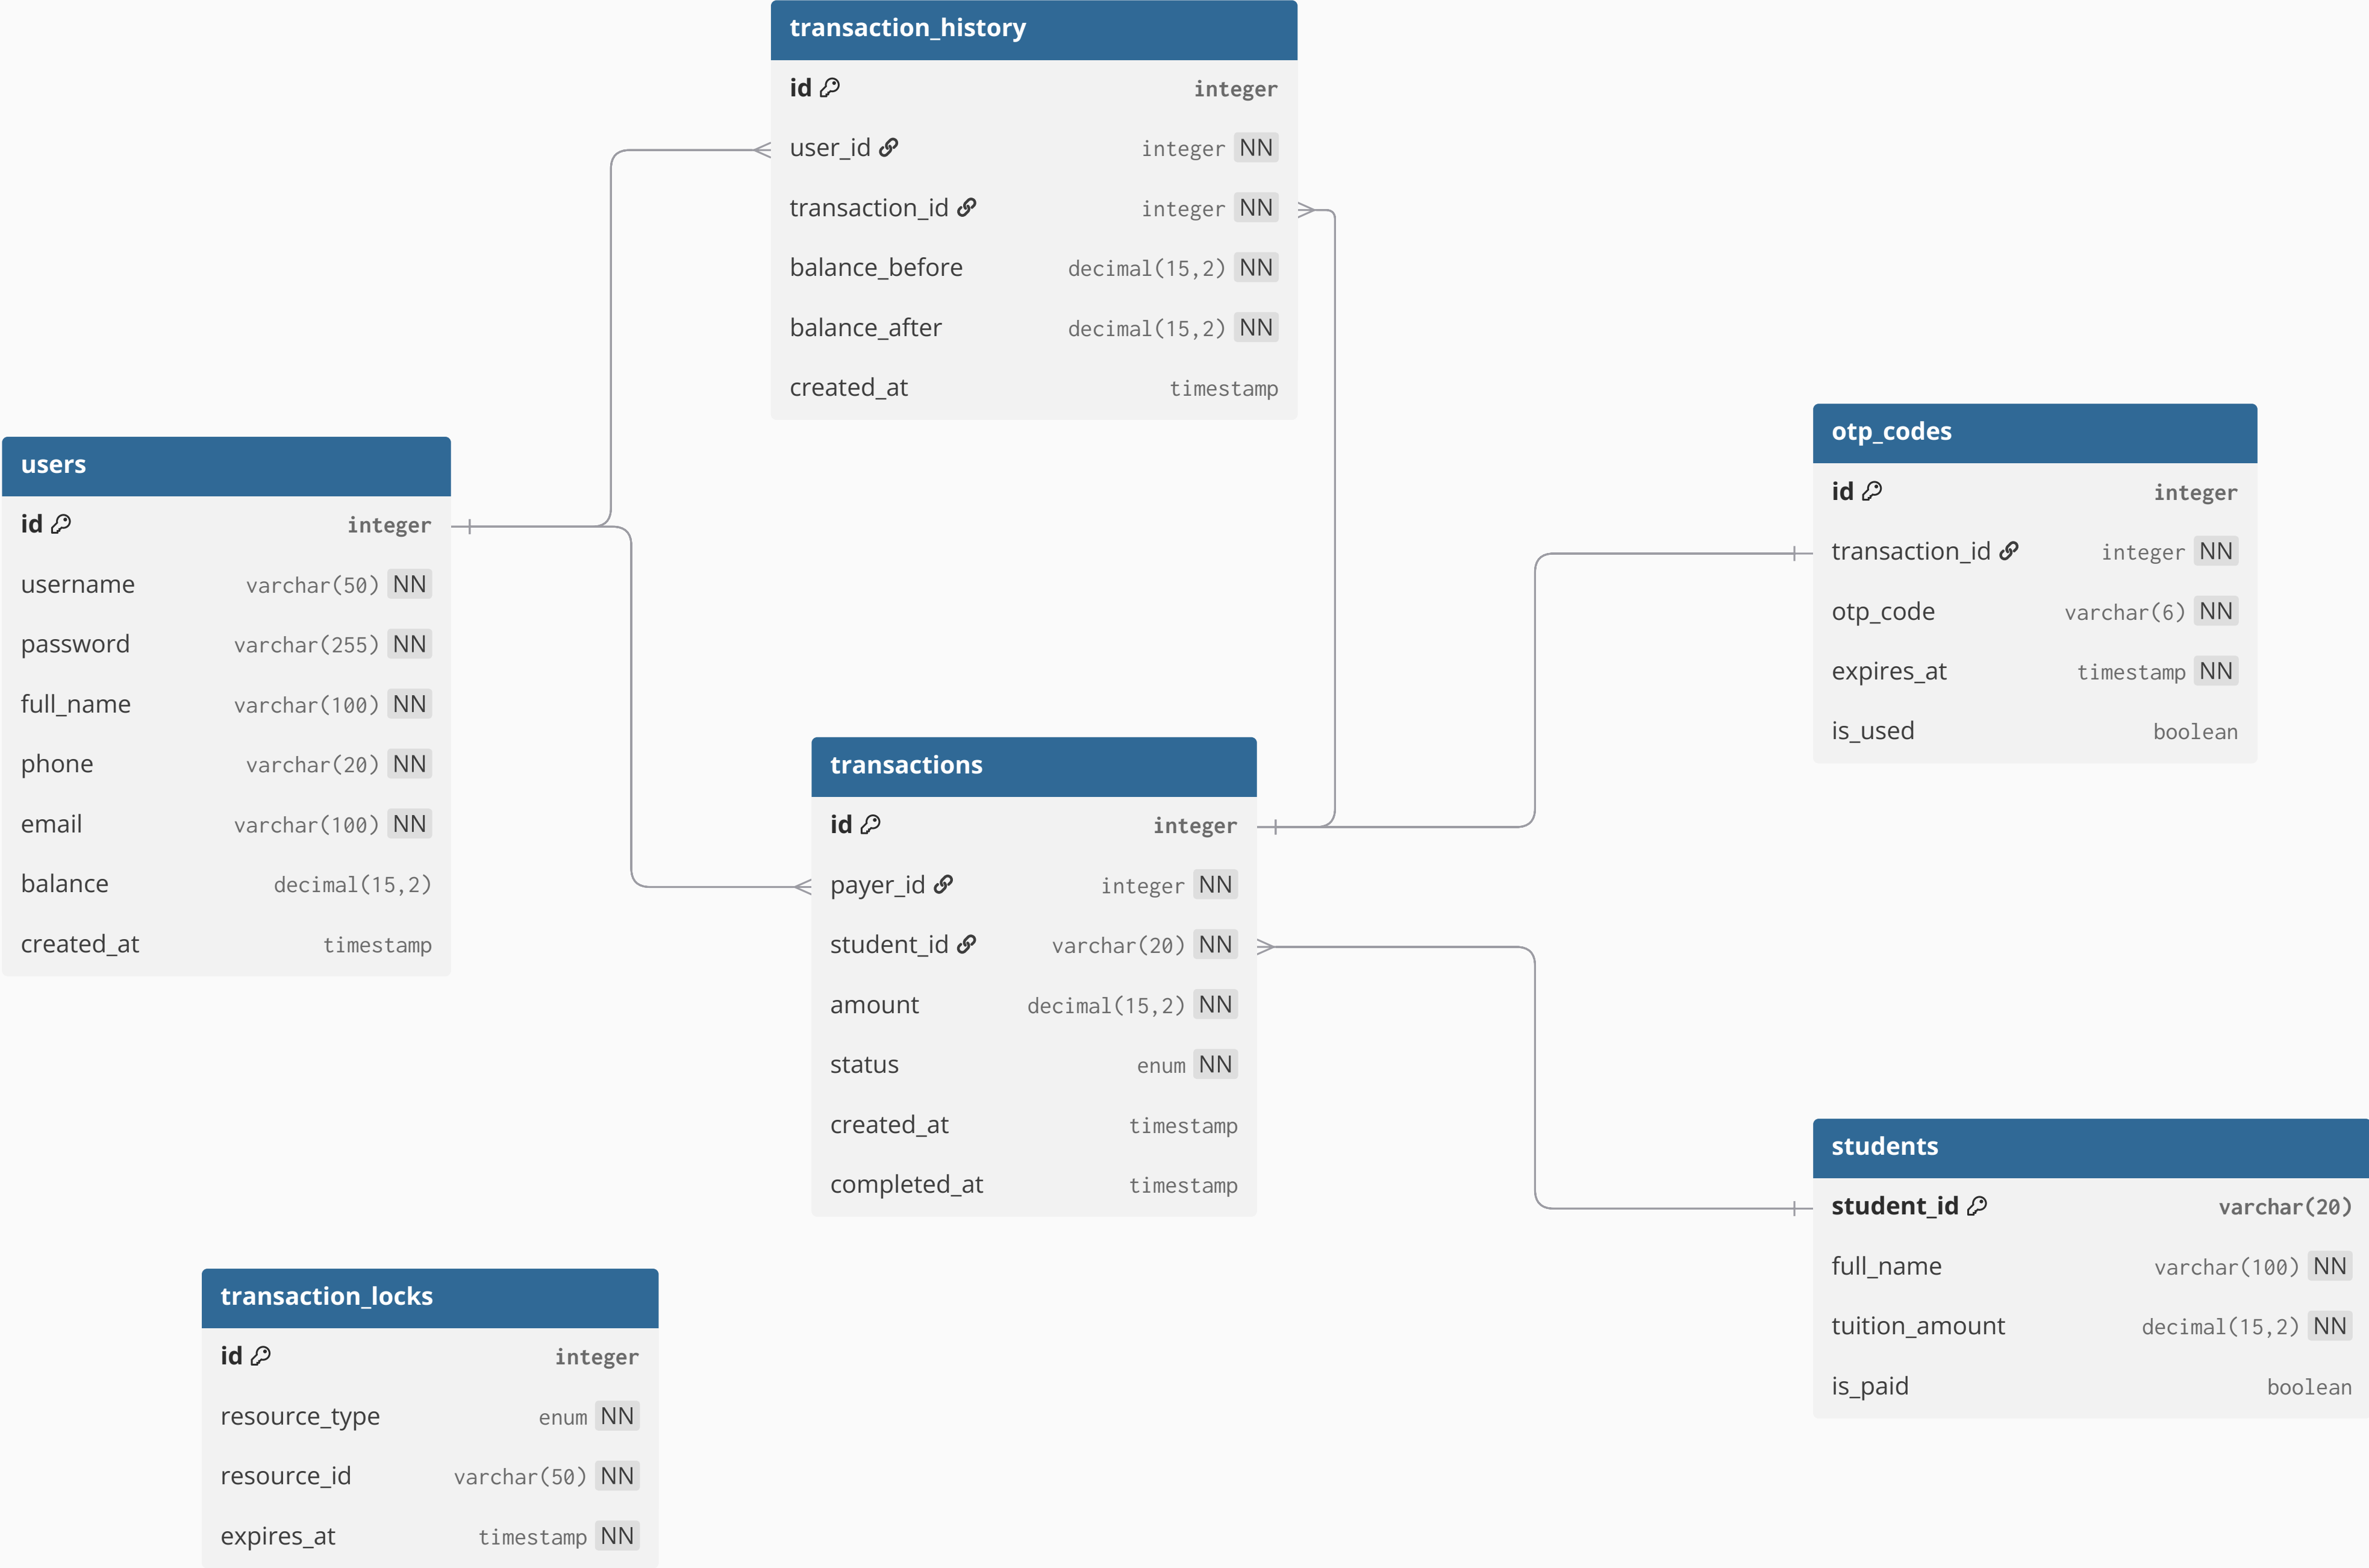 transaction_history
id integer
user_id integer NN
transaction_id integer NN
balance_before decimal(15,2) NN
balance_after decimal(15,2) NN
created_at timestamp
users
id integer
username varchar(50) NN
password varchar(255) NN
full_name varchar(100) NN
phone varchar(20) NN
email varchar(100) NN
balance decimal(15,2)
created_at timestamp
otp_codes
id integer
transaction_id integer NN
otp_code varchar(6) NN
expires_at timestamp NN
is_used boolean
transactions
id integer
payer_id integer NN
student_id varchar(20) NN
amount decimal(15,2) NN
status enum NN
created_at timestamp
completed_at timestamp
students
student_id varchar(20)
full_name varchar(100) NN
tuition_amount decimal(15,2) NN
is_paid boolean
transaction_locks
id integer
resource_type enum NN
resource_id varchar(50) NN
expires_at timestamp NN